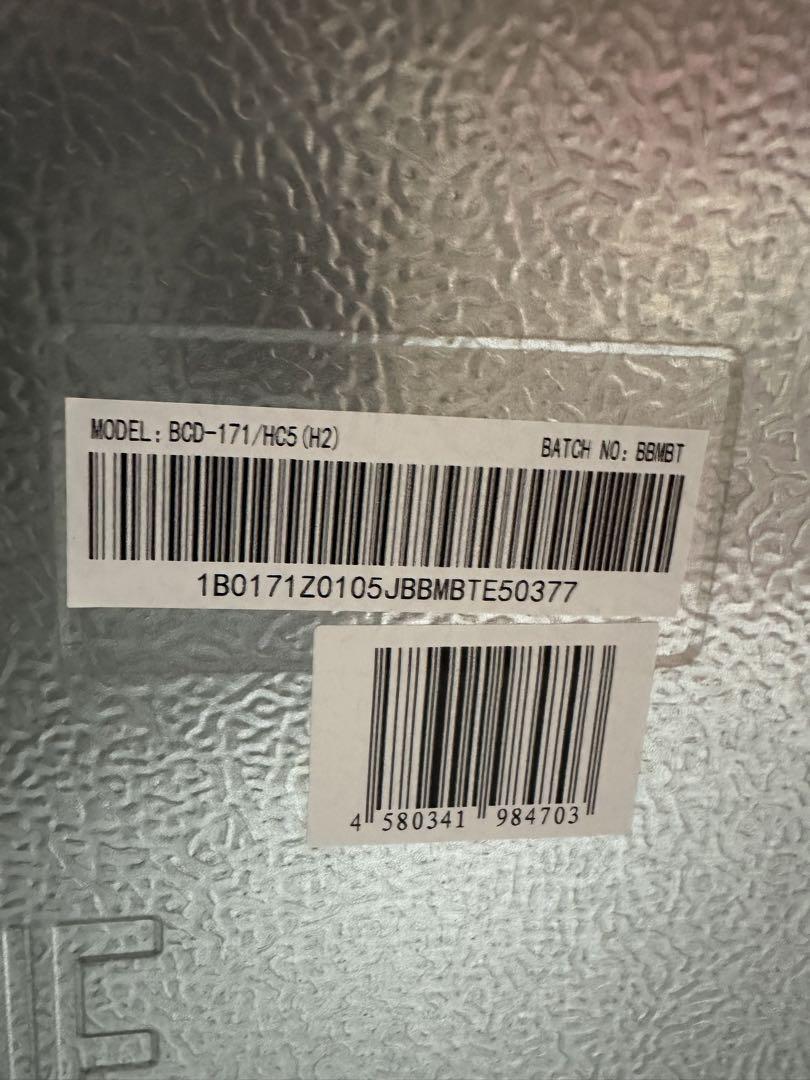 MODEL: BCD-171/HC5(H2)
BATCH NO: BBMBT
1B0171Z0105JBBMBTE50377
4 580341 984703